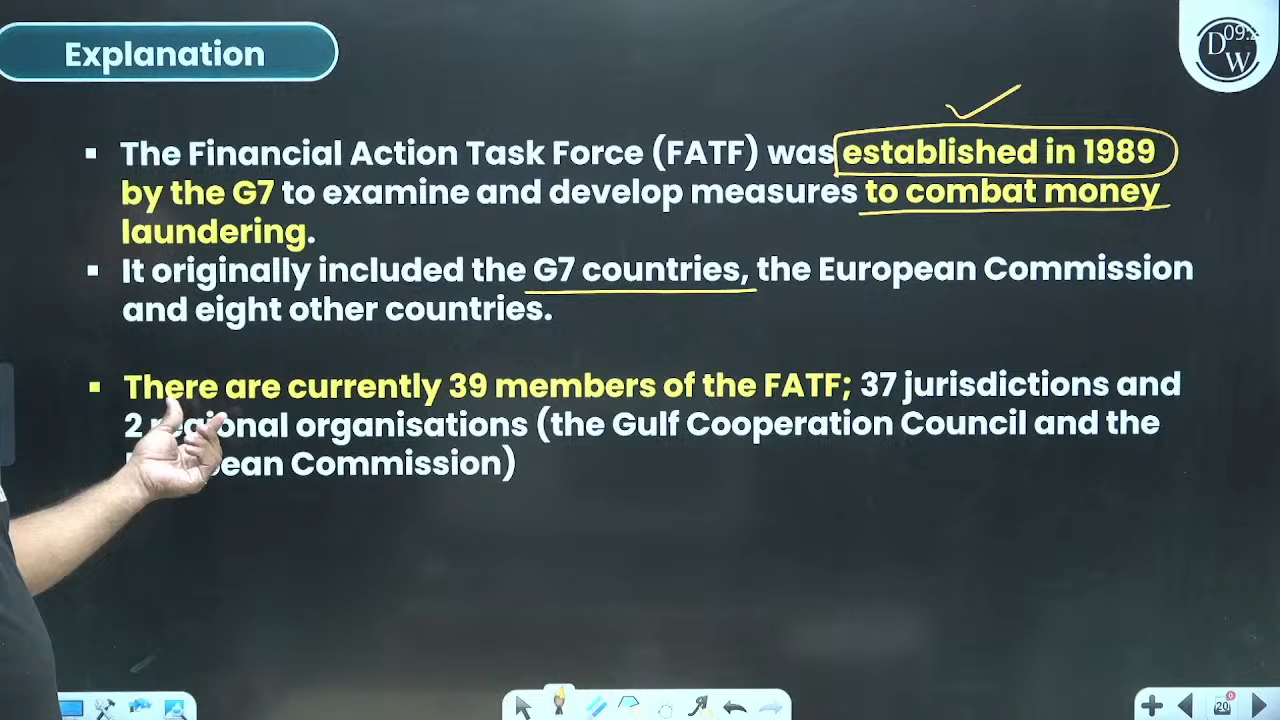 Explanation
The Financial Action Task Force (FATF) was established in 1989
by the G7 to examine and develop measures to combat money
laundering.
It originally included the G7 countries, the European Commission
and eight other countries.
There are currently 39 members of the FATF; 37 jurisdictions and
2 organisations (the Gulf Cooperation Council and the
Commission)
D W
20